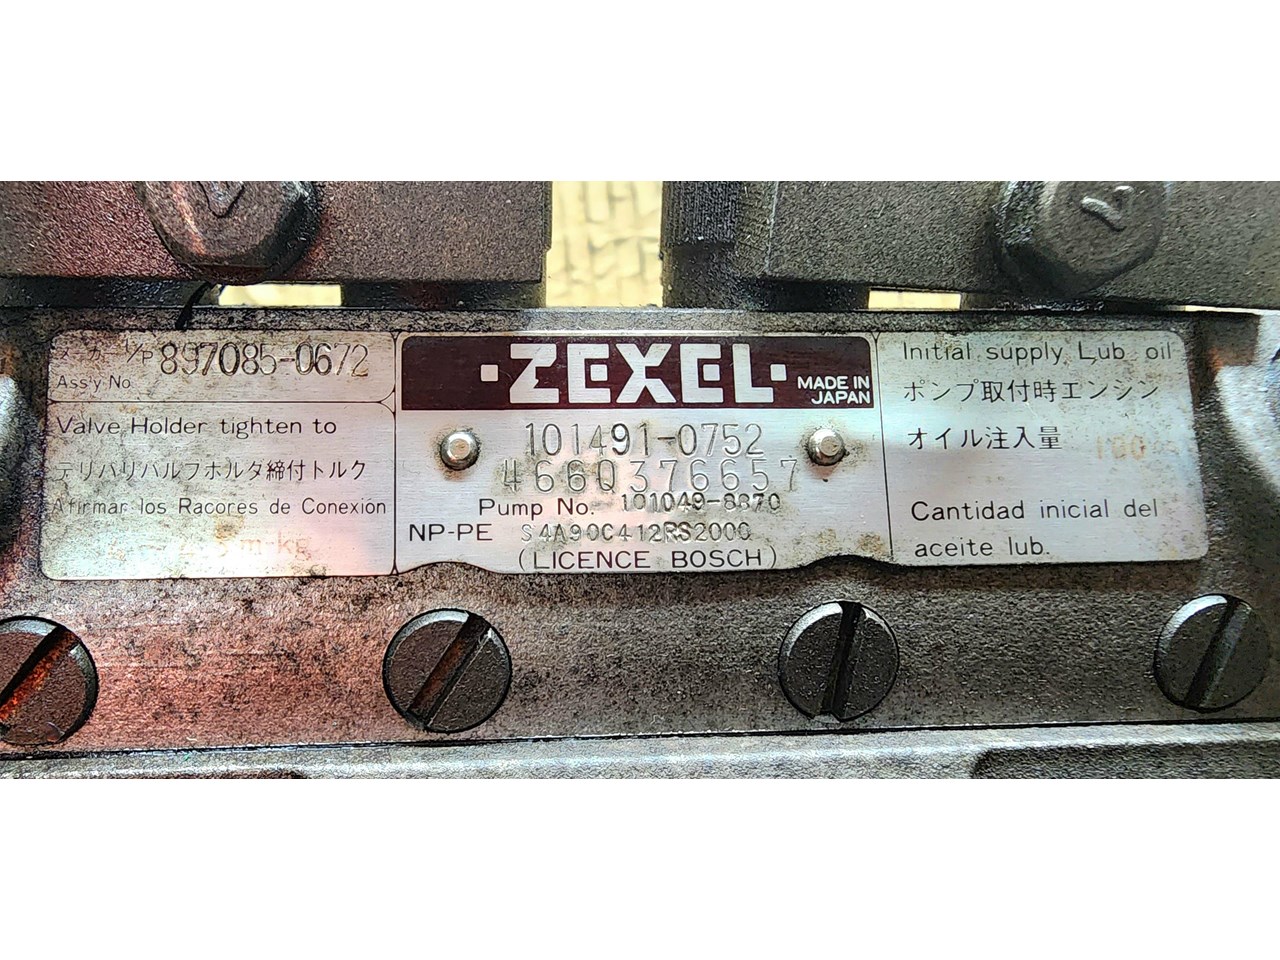 メーカー I/P 897085-0672
Ass'y No.
Valve Holder tighten to
デリバリバルブホルダ締付トルク
Afirmar los Racores de Conexión
m-kg
·ZEXEL·
MADE IN
JAPAN
101491-0752
466Q376657
Pump No. 101049-8870
NP-PE S4A90C412RS2000
(LICENCE BOSCH)
Initial supply Lub oil
ポンプ取付時エンジン
オイル注入量
Cantidad inicial del
aceite lub.